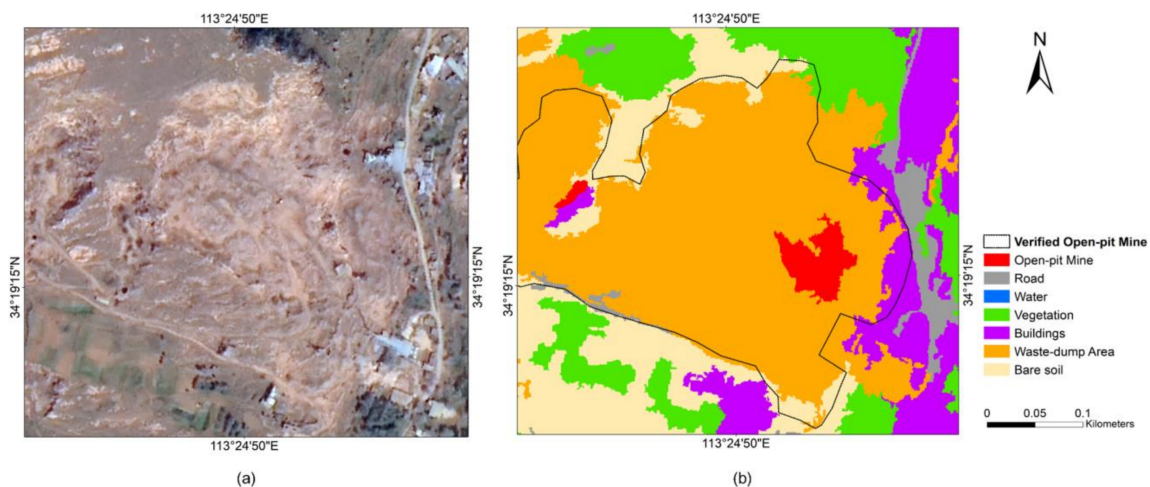 113°24'50"E
113°24'50"E
N
34°19'15"N
34°19'15"N
34°19'15"N
34°19'15"N
Verified Open-pit Mine
Open-pit Mine
Road
Water
Vegetation
Buildings
Waste-dump Area
Bare soil
0 0.05 0.1
Kilometers
113°24'50"E
113°24'50"E
(a)
(b)